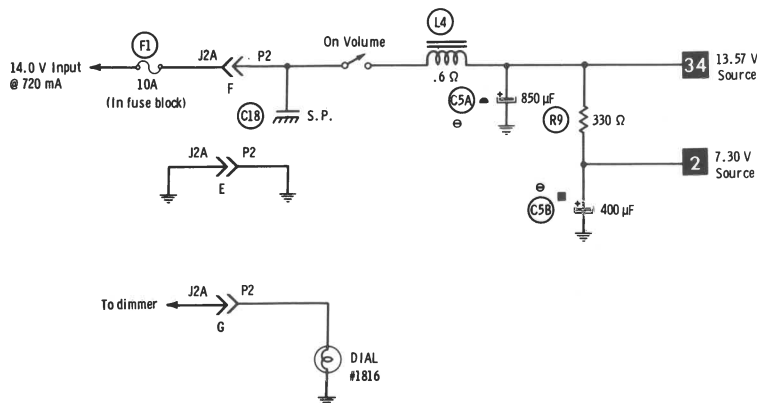 L4
F1
On Volume
J2A P2
14.0 V Input
@ 720 mA
34
13.57 V
Source
10A
(In fuse block)
F
.6 Ω
C18
S.P.
C5A
+
850 µF
⊖
R9
330 Ω
J2A P2
E
2
7.30 V
Source
⊖
C5B
+
400 µF
To dimmer
J2A P2
G
DIAL
#1816